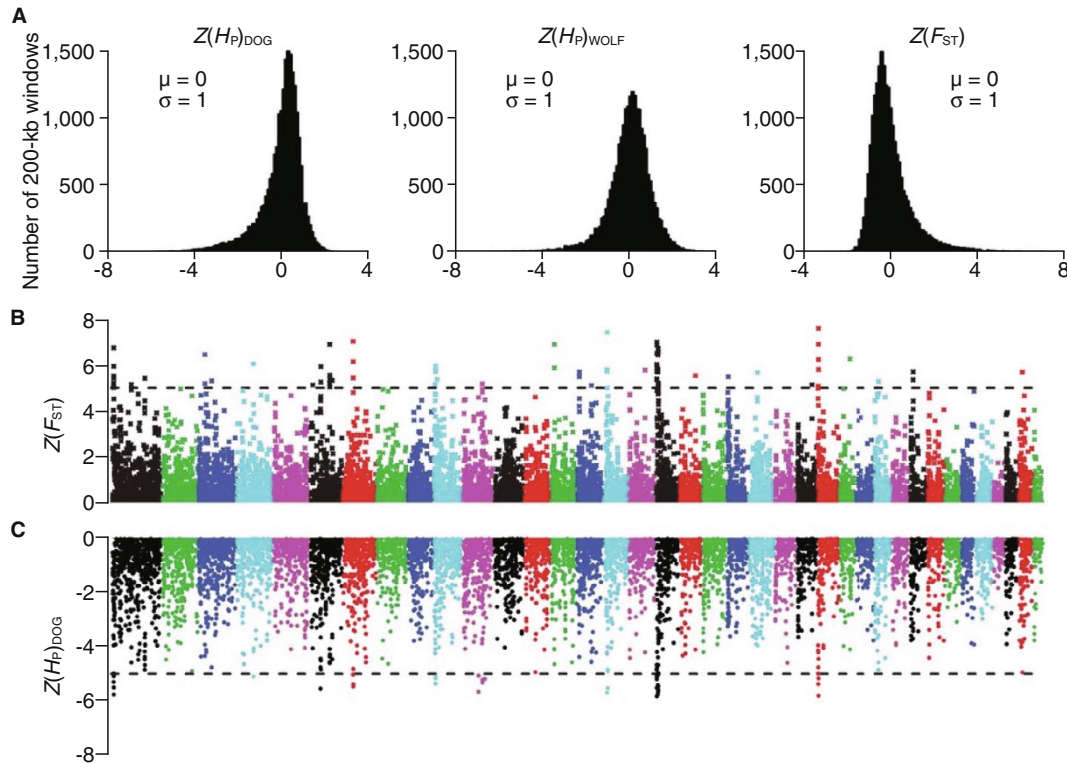 A
Z(HP)DOG
Z(HP)WOLF
Z(FST)
Number of 200-kb windows
1,500
1,000
500
0
μ = 0
σ = 1
-8
-4
0
4
1,500
1,000
500
0
μ = 0
σ = 1
-8
-4
0
4
1,500
1,000
500
0
μ = 0
σ = 1
-4
0
4
8
B
Z(FST)
8
6
4
2
0
C
Z(HP)DOG
0
-2
-4
-6
-8